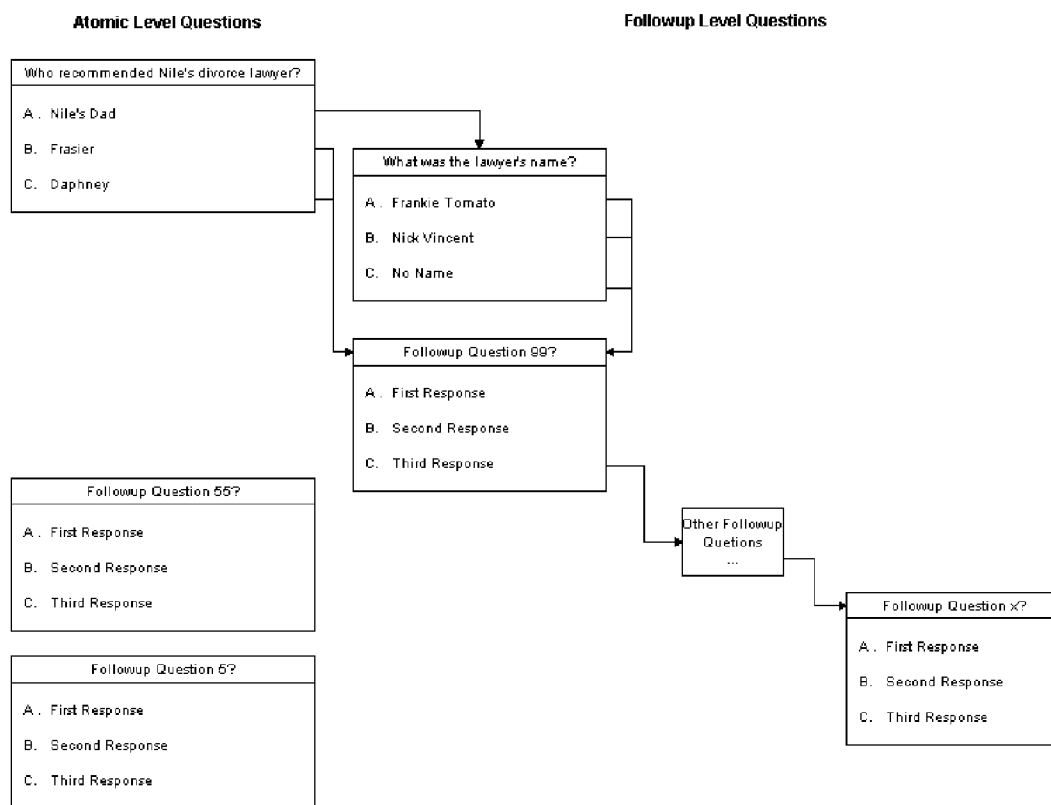 Atomic Level Questions
Followup Level Questions
Who recommended Nile's divorce lawyer?
A . Nile's Dad
B. Frasier
C. Daphney
What was the lawyer's name?
A . Frankie Tomato
B. Nick Vincent
C. No Name
Followup Question 99?
A . First Response
B. Second Response
C. Third Response
Followup Question 55?
A . First Response
B. Second Response
C. Third Response
Other Followup
Quetions
...
Followup Question x?
A . First Response
B. Second Response
C. Third Response
Followup Question 5?
A . First Response
B. Second Response
C. Third Response